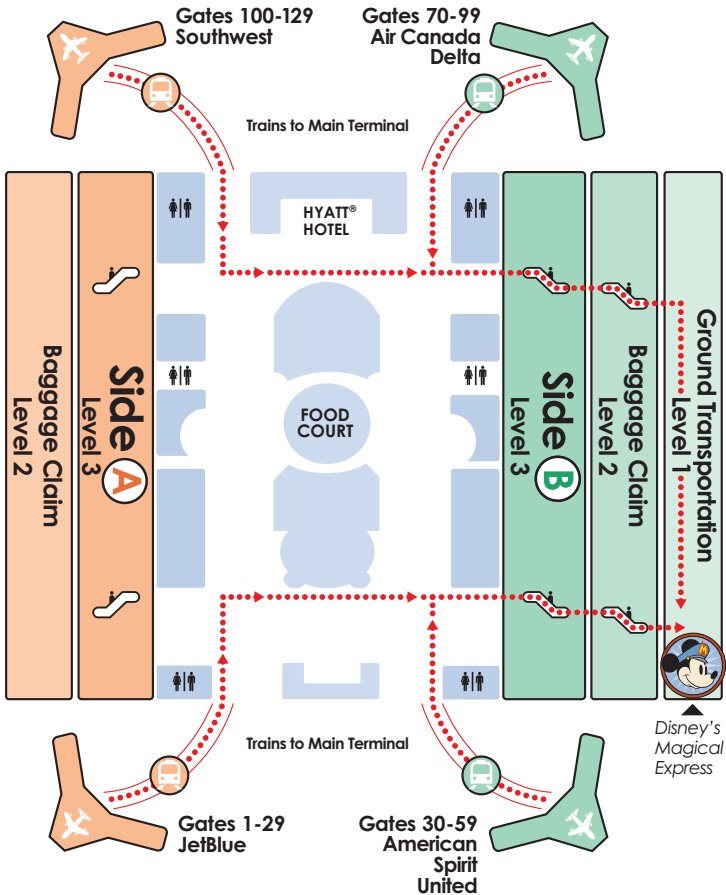 Gates 100-129
Southwest
Gates 70-99
Air Canada
Delta
Trains to Main Terminal
HYATT®
HOTEL
Baggage Claim
Level 2
Side A
Level 3
FOOD
COURT
Side B
Level 3
Baggage Claim
Level 2
Ground Transportation
Level 1
Disney's
Magical
Express
Trains to Main Terminal
Gates 1-29
JetBlue
Gates 30-59
American
Spirit
United